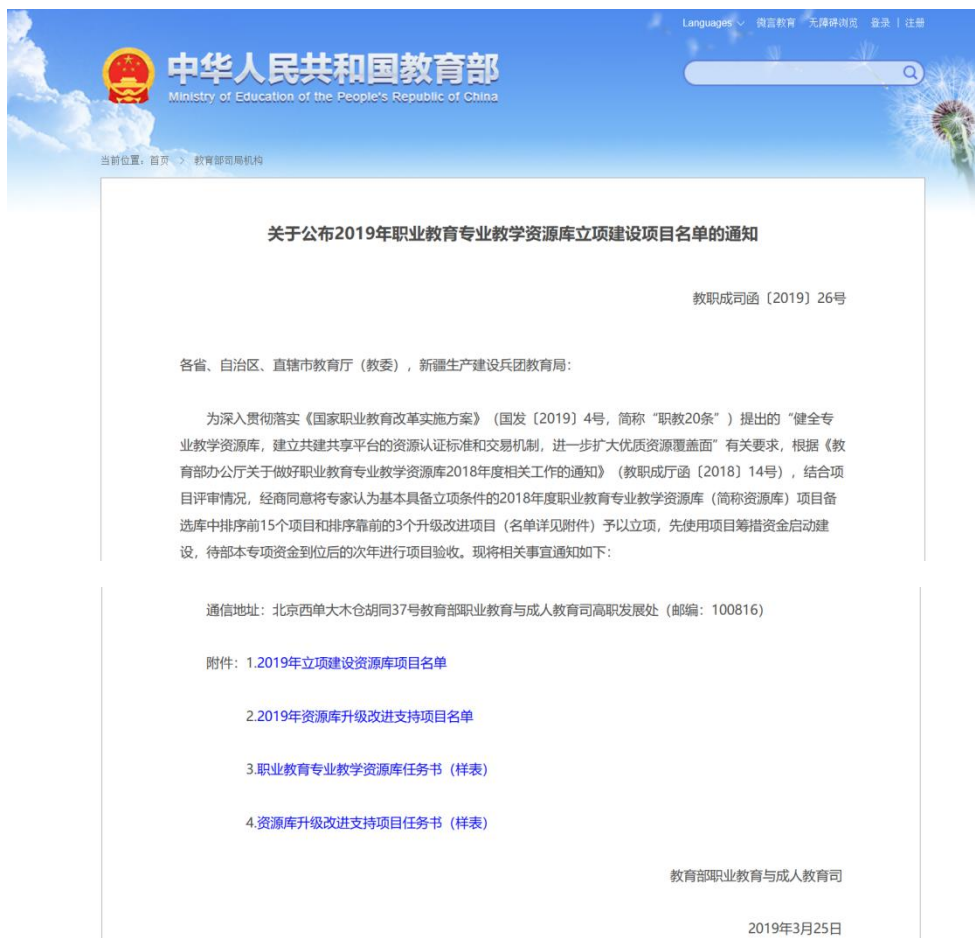 Languages 微言教育 无障碍浏览 登录 | 注册
中华人民共和国教育部
Ministry of Education of the People's Republic of China
当前位置：首页 > 教育部司局机构
关于公布2019年职业教育专业教学资源库立项建设项目名单的通知
教职成司函〔2019〕26号
各省、自治区、直辖市教育厅（教委），新疆生产建设兵团教育局：
为深入贯彻落实《国家职业教育改革实施方案》（国发〔2019〕4号，简称“职教20条”）提出的“健全专
业教学资源库，建立共建共享平台的资源认证标准和交易机制，进一步扩大优质资源覆盖面”有关要求，根据《教
育部办公厅关于做好职业教育专业教学资源库2018年度相关工作的通知》（教职成厅函〔2018〕14号），结合项
目评审情况，经商同意将专家认为基本具备立项条件的2018年度职业教育专业教学资源库（简称资源库）项目备
选库中排序前15个项目和排序靠前的3个升级改进项目（名单详见附件）予以立项，先使用项目筹措资金启动建
设，待部本专项资金到位后的次年进行项目验收。现将相关事宜通知如下：
通信地址：北京西单大木仓胡同37号教育部职业教育与成人教育司高职发展处（邮编：100816）
附件：1.2019年立项建设资源库项目名单
2.2019年资源库升级改进支持项目名单
3.职业教育专业教学资源库任务书（样表）
4.资源库升级改进支持项目任务书（样表）
教育部职业教育与成人教育司
2019年3月25日